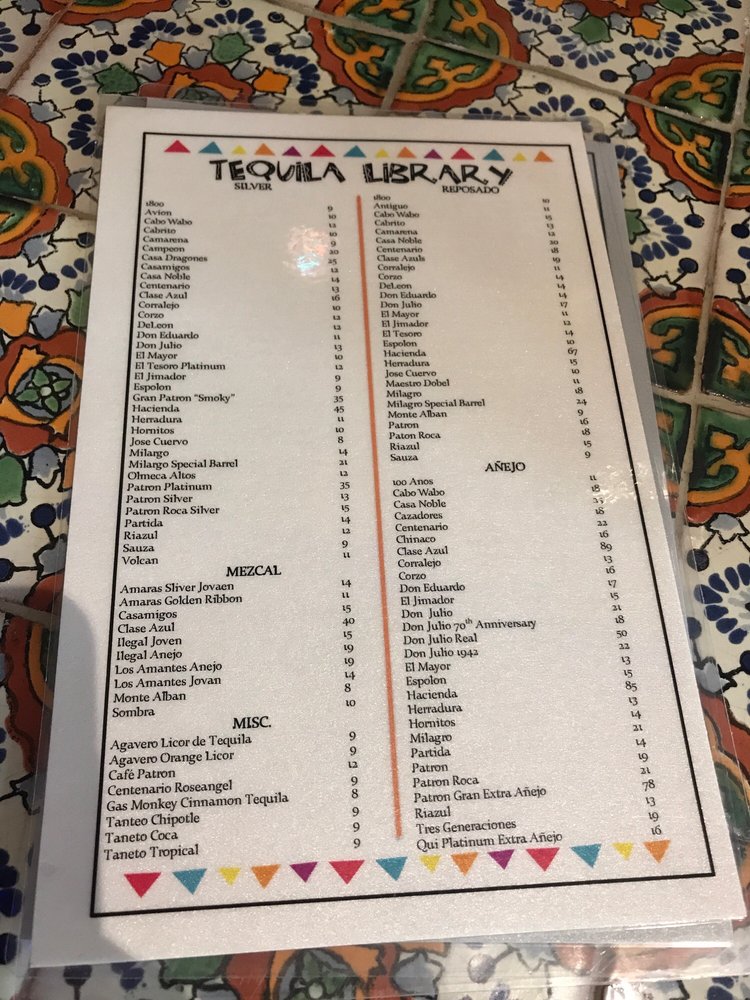 TEQUILA LIBRARY
SILVER
1800 9
Avion 10
Cabo Wabo 12
Cabrito 10
Camarena 9
Campeon 20
Casa Dragones 25
Casamigos 12
Casa Noble 14
Centenario 13
Clase Azul 16
Corralejo 10
Corzo 12
DeLeon 12
Don Eduardo 11
Don Julio 13
El Mayor 10
El Tesoro Platinum 12
El Jimador 9
Espolon 9
Gran Patron "Smoky" 35
Hacienda 45
Herradura 11
Hornitos 10
Jose Cuervo 8
Milargo 14
Milargo Special Barrel 21
Olmeca Altos 12
Patron Platinum 35
Patron Silver 13
Patron Roca Silver 15
Partida 14
Riazul 12
Sauza 9
Volcan 11
MEZCAL
Amaras Sliver Jovaen 14
Amaras Golden Ribbon 11
Casamigos 15
Clase Azul 40
Ilegal Joven 15
Ilegal Anejo 19
Los Amantes Anejo 19
Los Amantes Jovan 14
Monte Alban 8
Sombra 10
MISC.
Agavero Licor de Tequila 9
Agavero Orange Licor 9
Café Patron 12
Centenario Roseangel 9
Gas Monkey Cinnamon Tequila 8
Tanteo Chipotle 9
Taneto Coca 9
Taneto Tropical 9
REPOSADO
1800 10
Antiguo 11
Cabo Wabo 15
Cabrito 13
Camarena 12
Casa Noble 20
Centenario 18
Clase Azuls 19
Corralejo 11
Corzo 14
DeLeon 14
Don Eduardo 14
Don Julio 17
El Mayor 11
El Jimador 12
El Tesoro 14
Espolon 10
Hacienda 67
Herradura 15
Jose Cuervo 10
Maestro Dobel 11
Milagro 18
Milagro Special Barrel 24
Monte Alban 9
Patron 16
Paton Roca 18
Riazul 15
Sauza 9
AÑEJO
100 Anos 11
Cabo Wabo 18
Casa Noble
Cazadores 18
Centenario 22
Chinaco 16
Clase Azul 89
Corralejo 13
Corzo 16
Don Eduardo 17
El Jimador 15
Don Julio 21
Don Julio 70th Anniversary 18
Don Julio Real 50
Don Julio 1942 22
El Mayor 13
Espolon 15
Hacienda 85
Herradura 13
Hornitos 14
Milagro 21
Partida 14
Patron 19
Patron Roca 21
Patron Gran Extra Añejo 78
Riazul 13
Tres Generaciones 19
Qui Platinum Extra Añejo 16